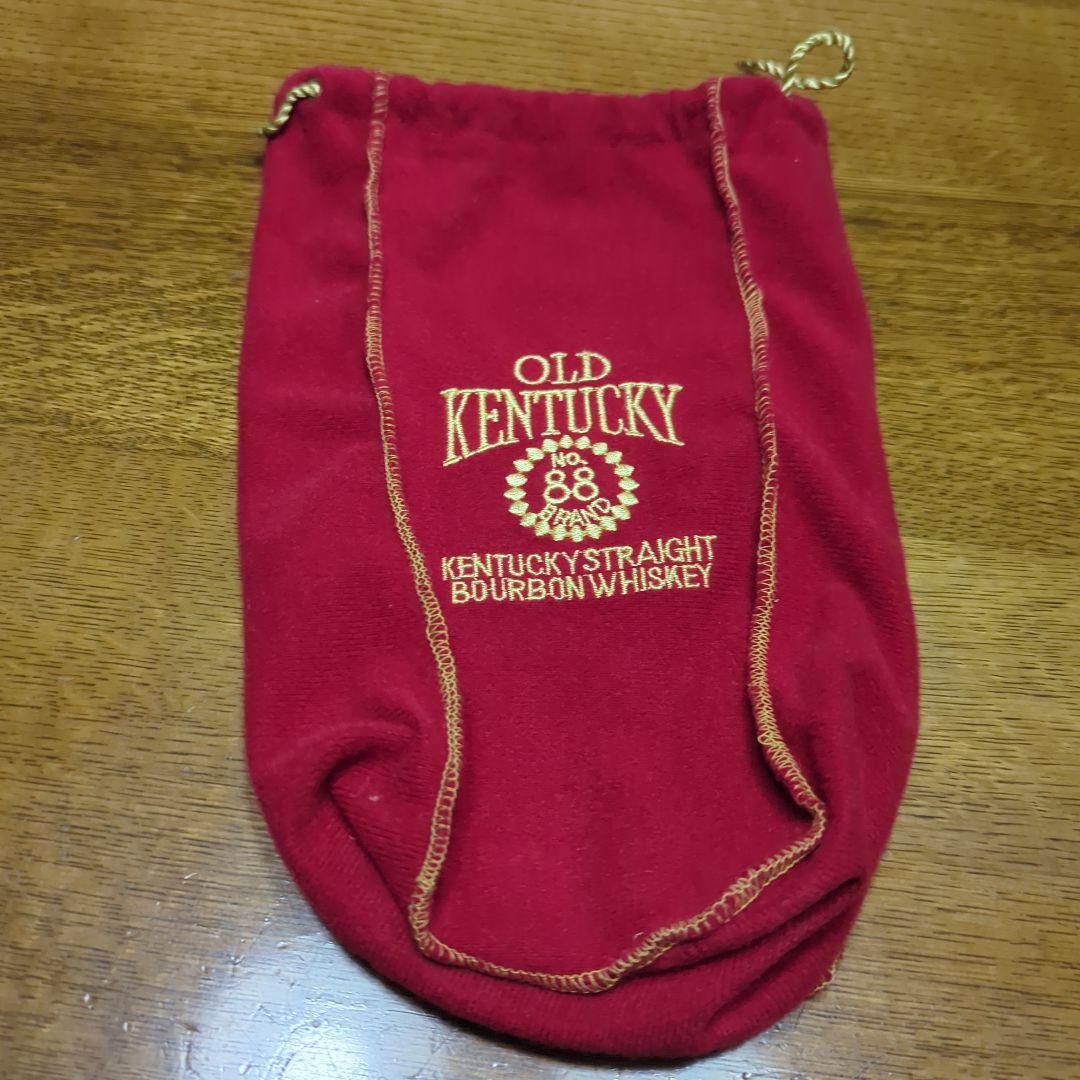 OLD
KENTUCKY
No.
88
BRAND
KENTUCKY STRAIGHT
BOURBON WHISKEY